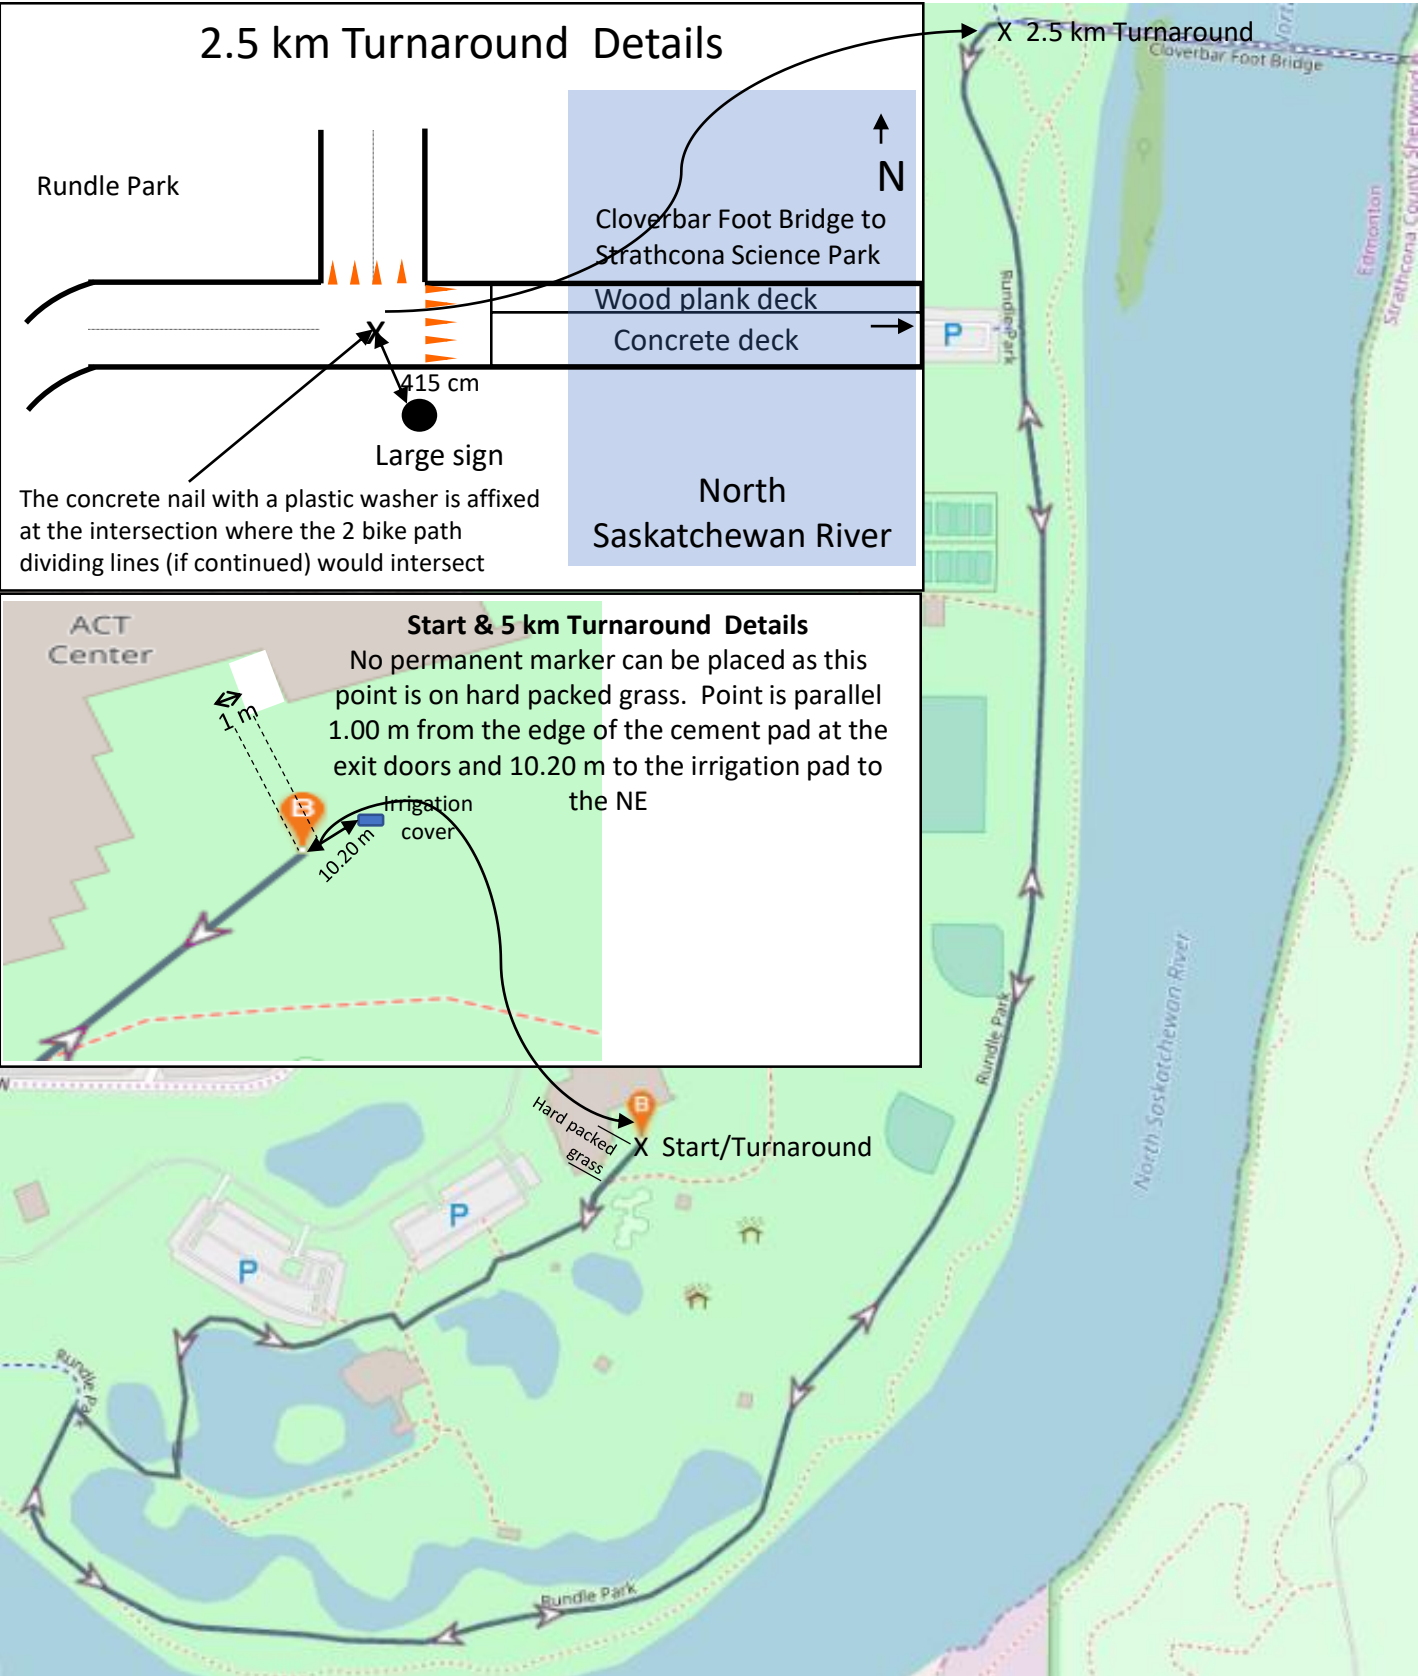 2.5 km Turnaround Details
Rundle Park
N
Cloverbar Foot Bridge to
Strathcona Science Park
Wood plank deck
Concrete deck
X
415 cm
Large sign
The concrete nail with a plastic washer is affixed
at the intersection where the 2 bike path
dividing lines (if continued) would intersect
North
Saskatchewan River
X 2.5 km Turnaround
Cloverbar Foot Bridge
Edmonton
Strathcona County Sherwood
Rundle Park
P
ACT
Center
Start & 5 km Turnaround Details
No permanent marker can be placed as this
point is on hard packed grass. Point is parallel
1.00 m from the edge of the cement pad at the
exit doors and 10.20 m to the irrigation pad to
the NE
1 m
B
Irrigation
cover
10.20 m
Rundle Park
North Saskatchewan River
B
Hard packed
grass
X Start/Turnaround
P
P
Rundle Park
Rundle Park